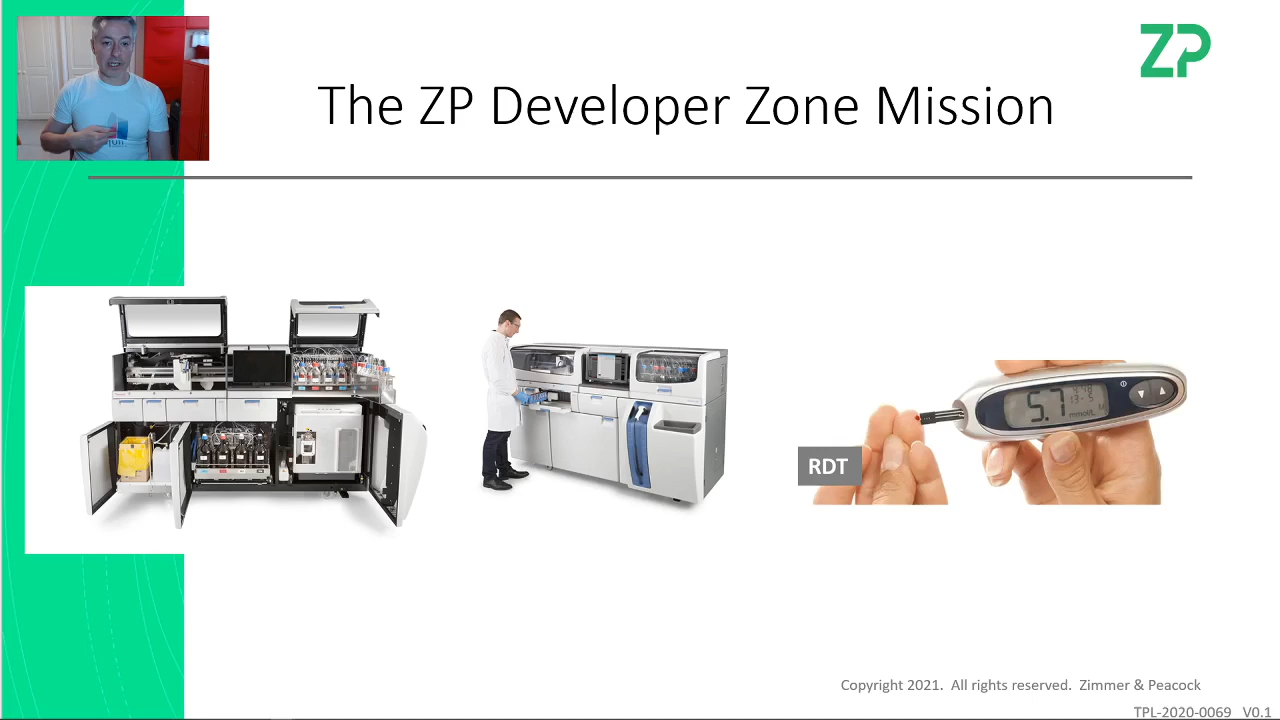 ZP
The ZP Developer Zone Mission
5.7
mmol/L
RDT
Copyright 2021. All rights reserved. Zimmer & Peacock
TPL-2020-0069 V0.1